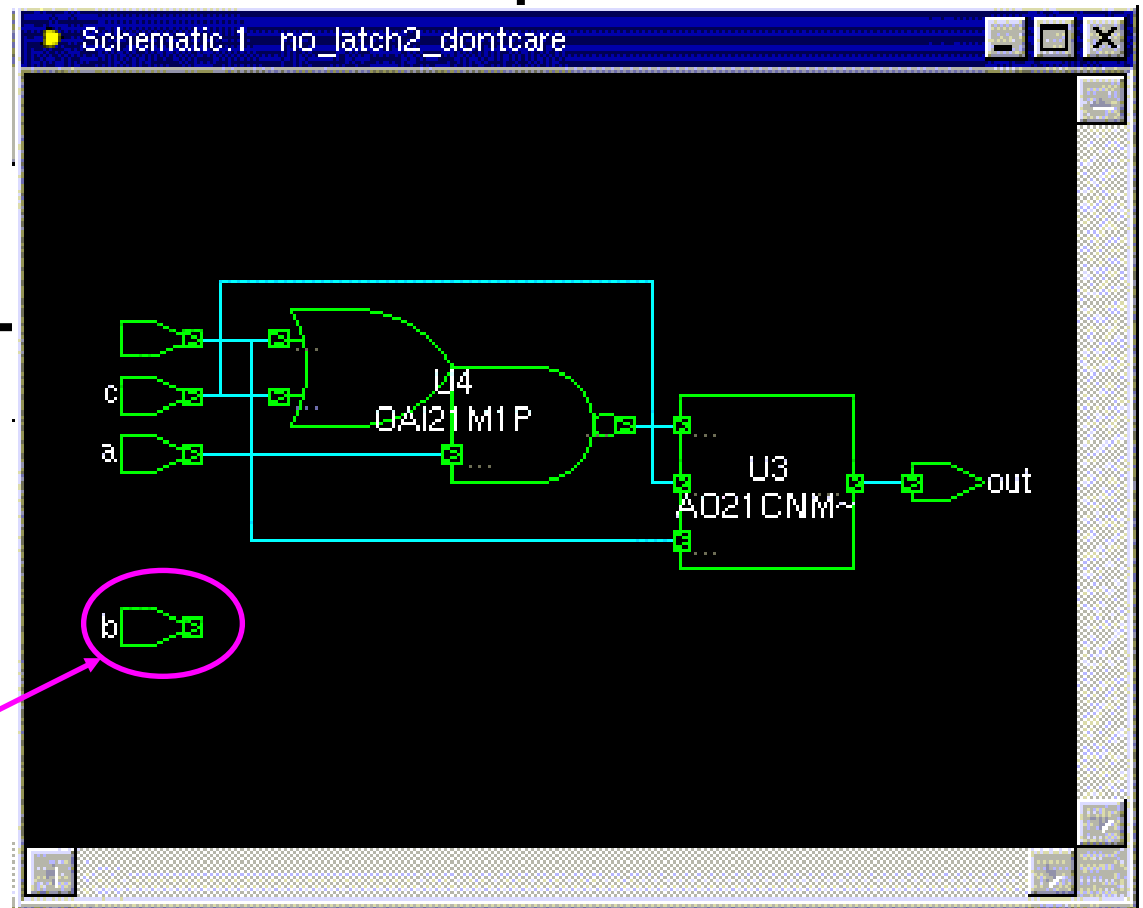 Schematic.1 no_latch2_dontcare
c
U4
OAI21M1P
a
U3
AO21CNM~
out
b